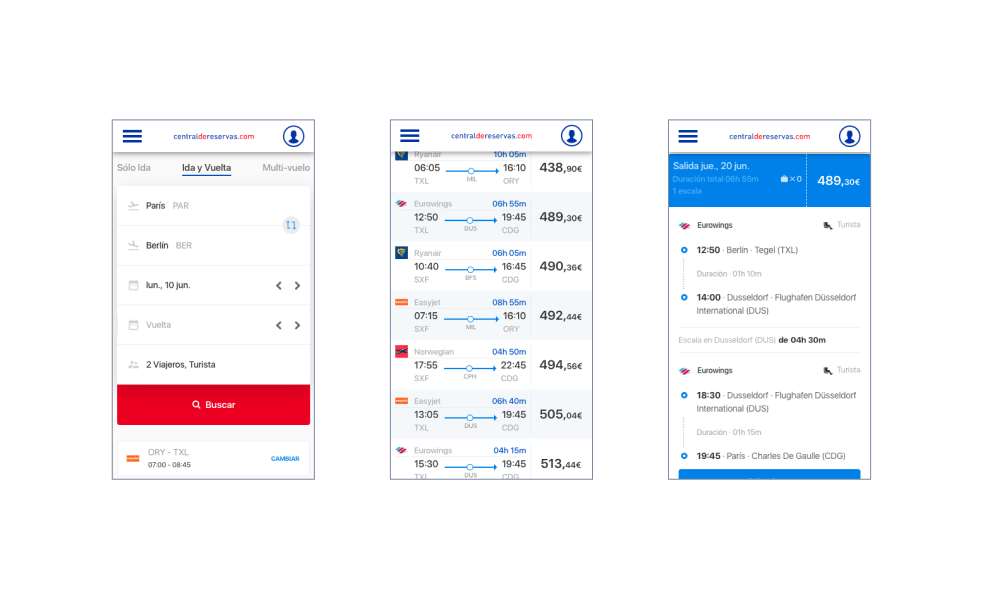 centraldereservas.com
Sólo Ida Ida y Vuelta Multi-vuelo
París PAR
Berlín BER
lun., 10 jun.
Vuelta
2 Viajeros, Turista
Buscar
ORY - TXL
07:00 - 08:45
CAMBIAR
centraldereservas.com
Ryanair 10h 05m
06:05 16:10 438,90€
TXL MIL ORY
Eurowings 06h 55m
12:50 19:45 489,30€
TXL DUS CDG
Ryanair 06h 05m
10:40 16:45 490,36€
SXF BFS CDG
Easyjet 08h 55m
07:15 16:10 492,44€
SXF MIL ORY
Norwegian 04h 50m
17:55 22:45 494,56€
SXF CPH CDG
Easyjet 06h 40m
13:05 19:45 505,04€
TXL DUS CDG
Eurowings 04h 15m
15:30 19:45 513,44€
TXL DUS CDG
centraldereservas.com
Salida jue., 20 jun.
Duración total 06h 55m
1 escala
×0
489,30€
Eurowings Turista
12:50 · Berlin · Tegel (TXL)
Duración · 01h 10m
14:00 · Dusseldorf · Flughafen Düsseldorf
International (DUS)
Escala en Dusseldorf (DUS) de 04h 30m
Eurowings Turista
18:30 · Dusseldorf · Flughafen Düsseldorf
International (DUS)
Duración · 01h 15m
19:45 · París · Charles De Gaulle (CDG)